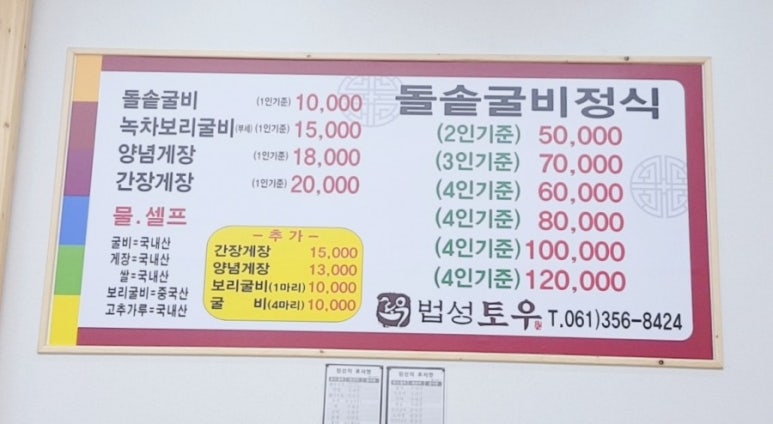 돌솥굴비 (1인기준) 10,000
녹차보리굴비(부세) (1인기준) 15,000
양념게장 (1인기준) 18,000
간장게장 (1인기준) 20,000
물.셀프
굴비=국내산
게장=국내산
쌀=국내산
보리굴비=중국산
고추가루=국내산
- 추 가 -
간장게장 15,000
양념게장 13,000
보리굴비(1마리) 10,000
굴 비(4마리) 10,000
돌솥굴비정식
(2인기준) 50,000
(3인기준) 70,000
(4인기준) 60,000
(4인기준) 80,000
(4인기준) 100,000
(4인기준) 120,000
법성토우 T.061)356-8424